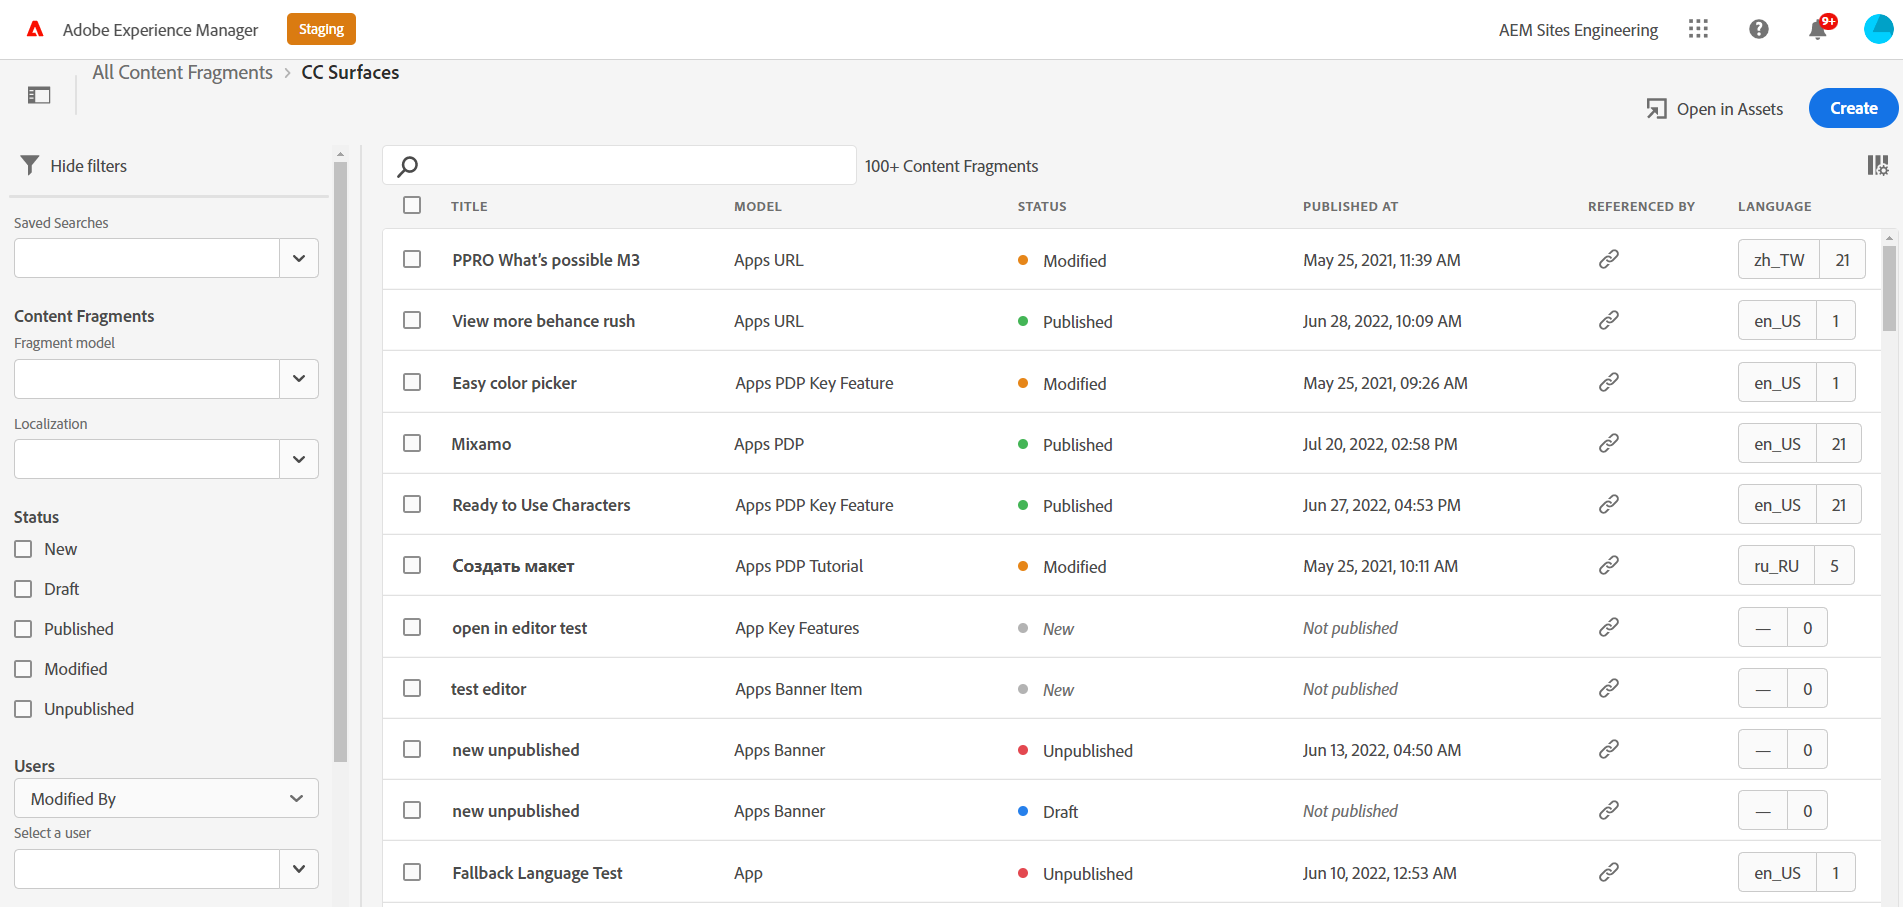 Adobe Experience Manager Staging AEM Sites Engineering 9+
All Content Fragments › CC Surfaces
Open in Assets Create
Hide filters
Saved Searches
Content Fragments
Fragment model
Localization
Status
New
Draft
Published
Modified
Unpublished
Users
Modified By
Select a user
100+ Content Fragments
TITLE MODEL STATUS PUBLISHED AT REFERENCED BY LANGUAGE
PPRO What's possible M3 Apps URL Modified May 25, 2021, 11:39 AM zh_TW 21
View more behance rush Apps URL Published Jun 28, 2022, 10:09 AM en_US 1
Easy color picker Apps PDP Key Feature Modified May 25, 2021, 09:26 AM en_US 1
Mixamo Apps PDP Published Jul 20, 2022, 02:58 PM en_US 21
Ready to Use Characters Apps PDP Key Feature Published Jun 27, 2022, 04:53 PM en_US 21
Создать макет Apps PDP Tutorial Modified May 25, 2021, 10:11 AM ru_RU 5
open in editor test App Key Features New Not published — 0
test editor Apps Banner Item New Not published — 0
new unpublished Apps Banner Unpublished Jun 13, 2022, 04:50 AM — 0
new unpublished Apps Banner Draft Not published — 0
Fallback Language Test App Unpublished Jun 10, 2022, 12:53 AM en_US 1